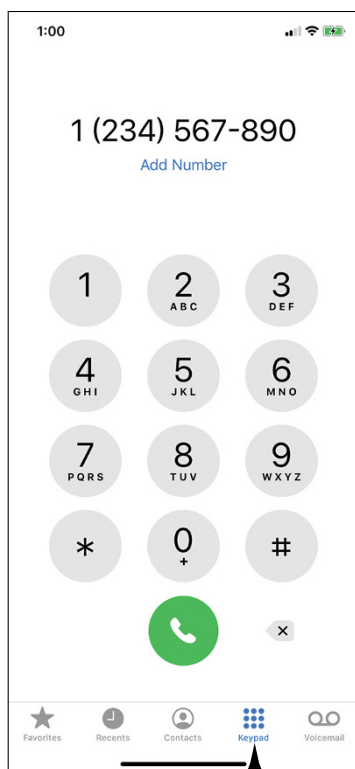 1:00
1 (234) 567-890
Add Number
1 2 3
ABC DEF
4 5 6
GHI JKL MNO
7 8 9
PQRS TUV WXYZ
* 0 #
+
Favorites Recents Contacts Keypad Voicemail